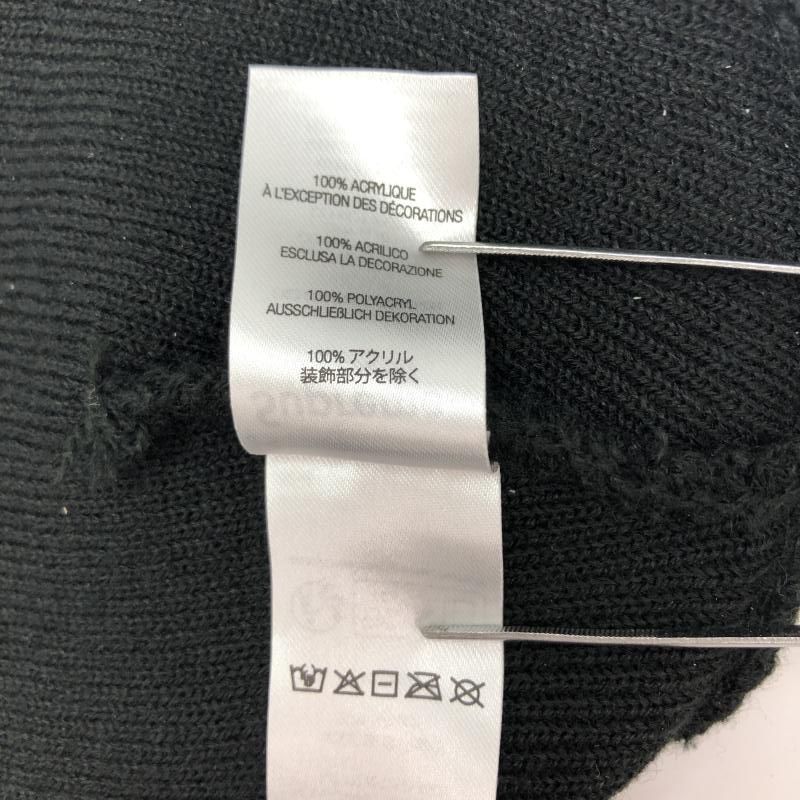 100% ACRYLIQUE
À L'EXCEPTION DES DÉCORATIONS
100% ACRILICO
ESCLUSA LA DECORAZIONE
100% POLYACRYL
AUSSCHLIEßLICH DEKORATION
100% アクリル
装飾部分を除く